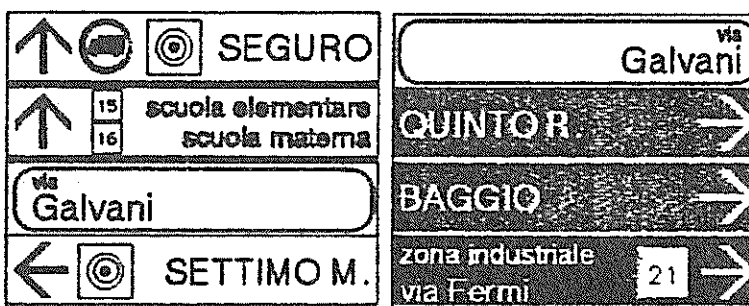 SEGURO
15 scuola elementare
16 scuola materna
via
Galvani
SETTIMO M.
via
Galvani
QUINTO R.
BAGGIO
zona industriale
via Fermi 21